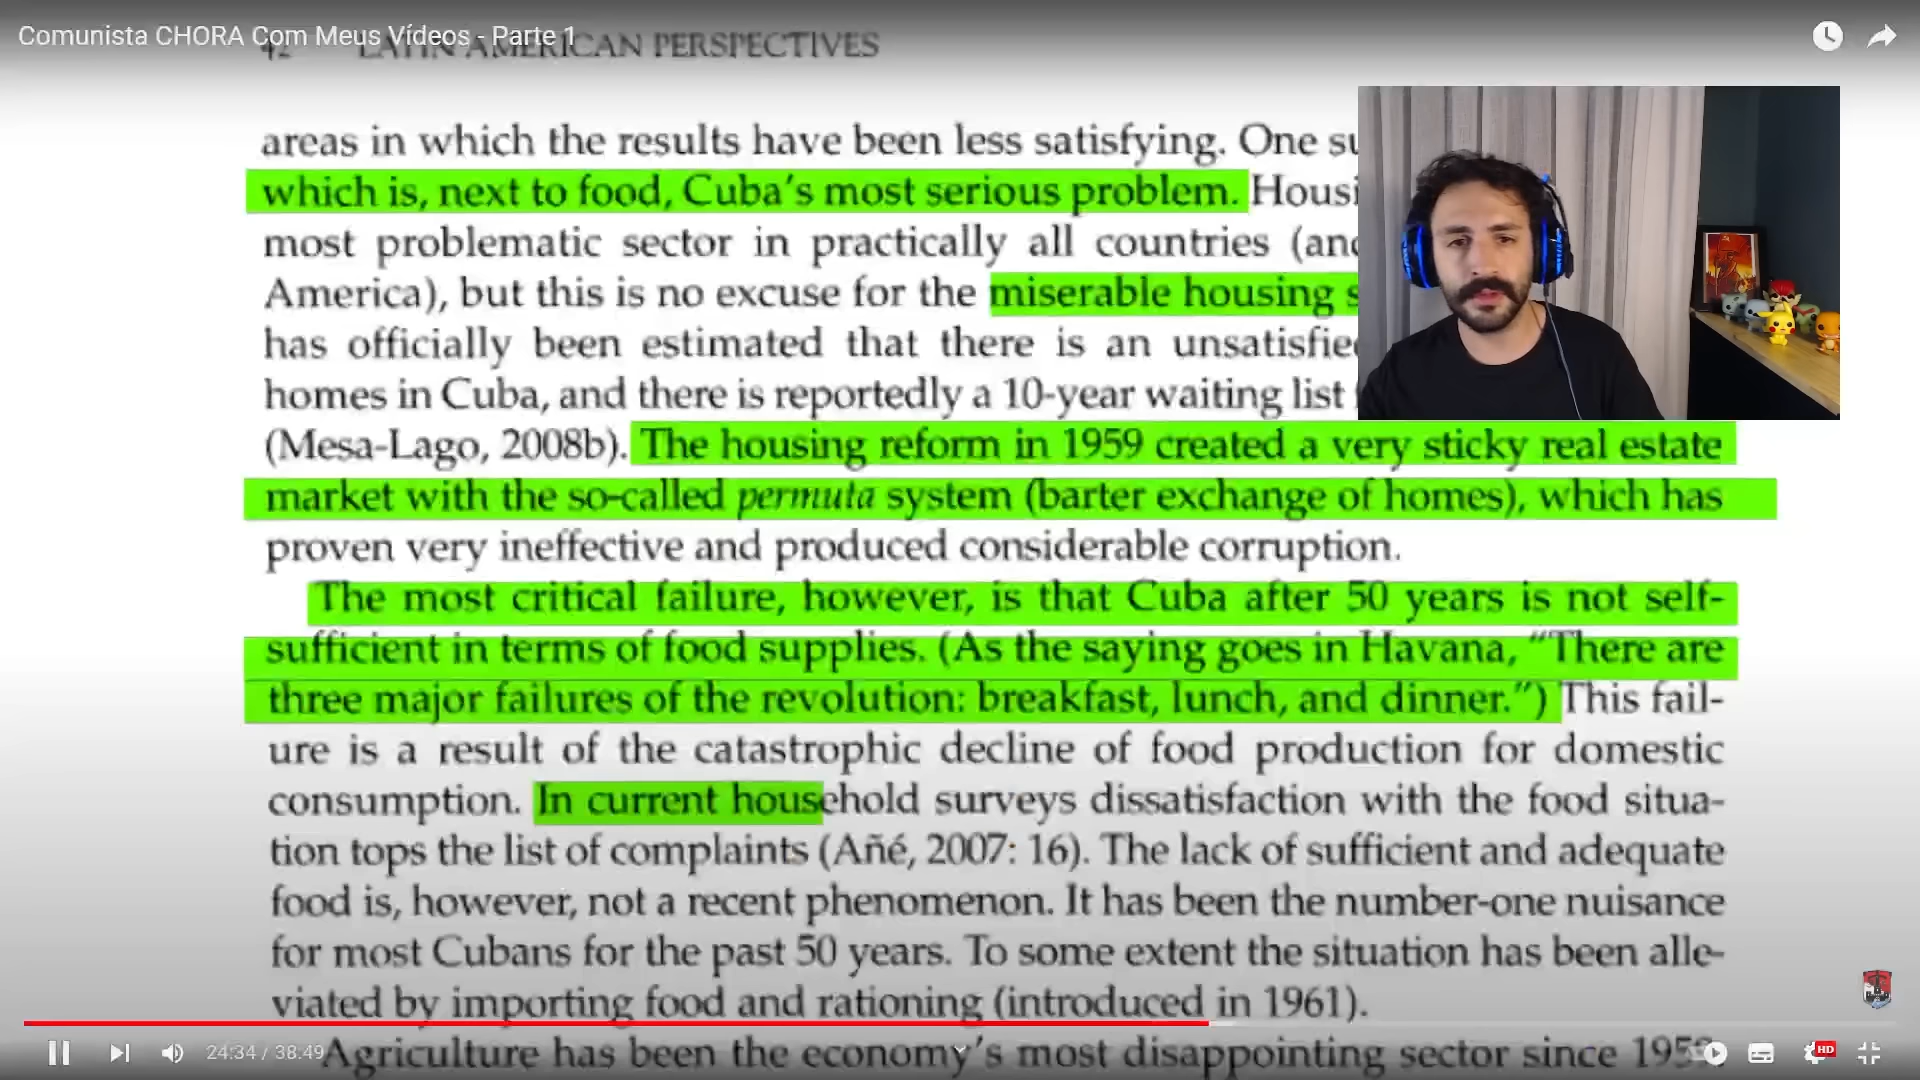 Comunista CHORA Com Meus Vídeos - Parte 1
42 LATIN AMERICAN PERSPECTIVES
areas in which the results have been less satisfying. One
which is, next to food, Cuba's most serious problem.
most problematic sector in practically all countries
America), but this is no excuse for the miserable housing
has officially been estimated that there is an
homes in Cuba, and there is reportedly a 10-year waiting list
(Mesa-Lago, 2008b). The housing reform in 1959 created a very sticky real estate
market with the so-called permuta system (barter exchange of homes), which has
proven very ineffective and produced considerable corruption.
The most critical failure, however, is that Cuba after 50 years is not self-
sufficient in terms of food supplies. (As the saying goes in Havana, "There are
three major failures of the revolution: breakfast, lunch, and dinner.") This fail-
ure is a result of the catastrophic decline of food production for domestic
consumption. In current household surveys dissatisfaction with the food situa-
tion tops the list of complaints (Añé, 2007: 16). The lack of sufficient and adequate
food is, however, not a recent phenomenon. It has been the number-one nuisance
for most Cubans for the past 50 years. To some extent the situation has been alle-
viated by importing food and rationing (introduced in 1961).
Agriculture has been the economy's most disappointing sector since 1959.
24:34 / 38:49
HD